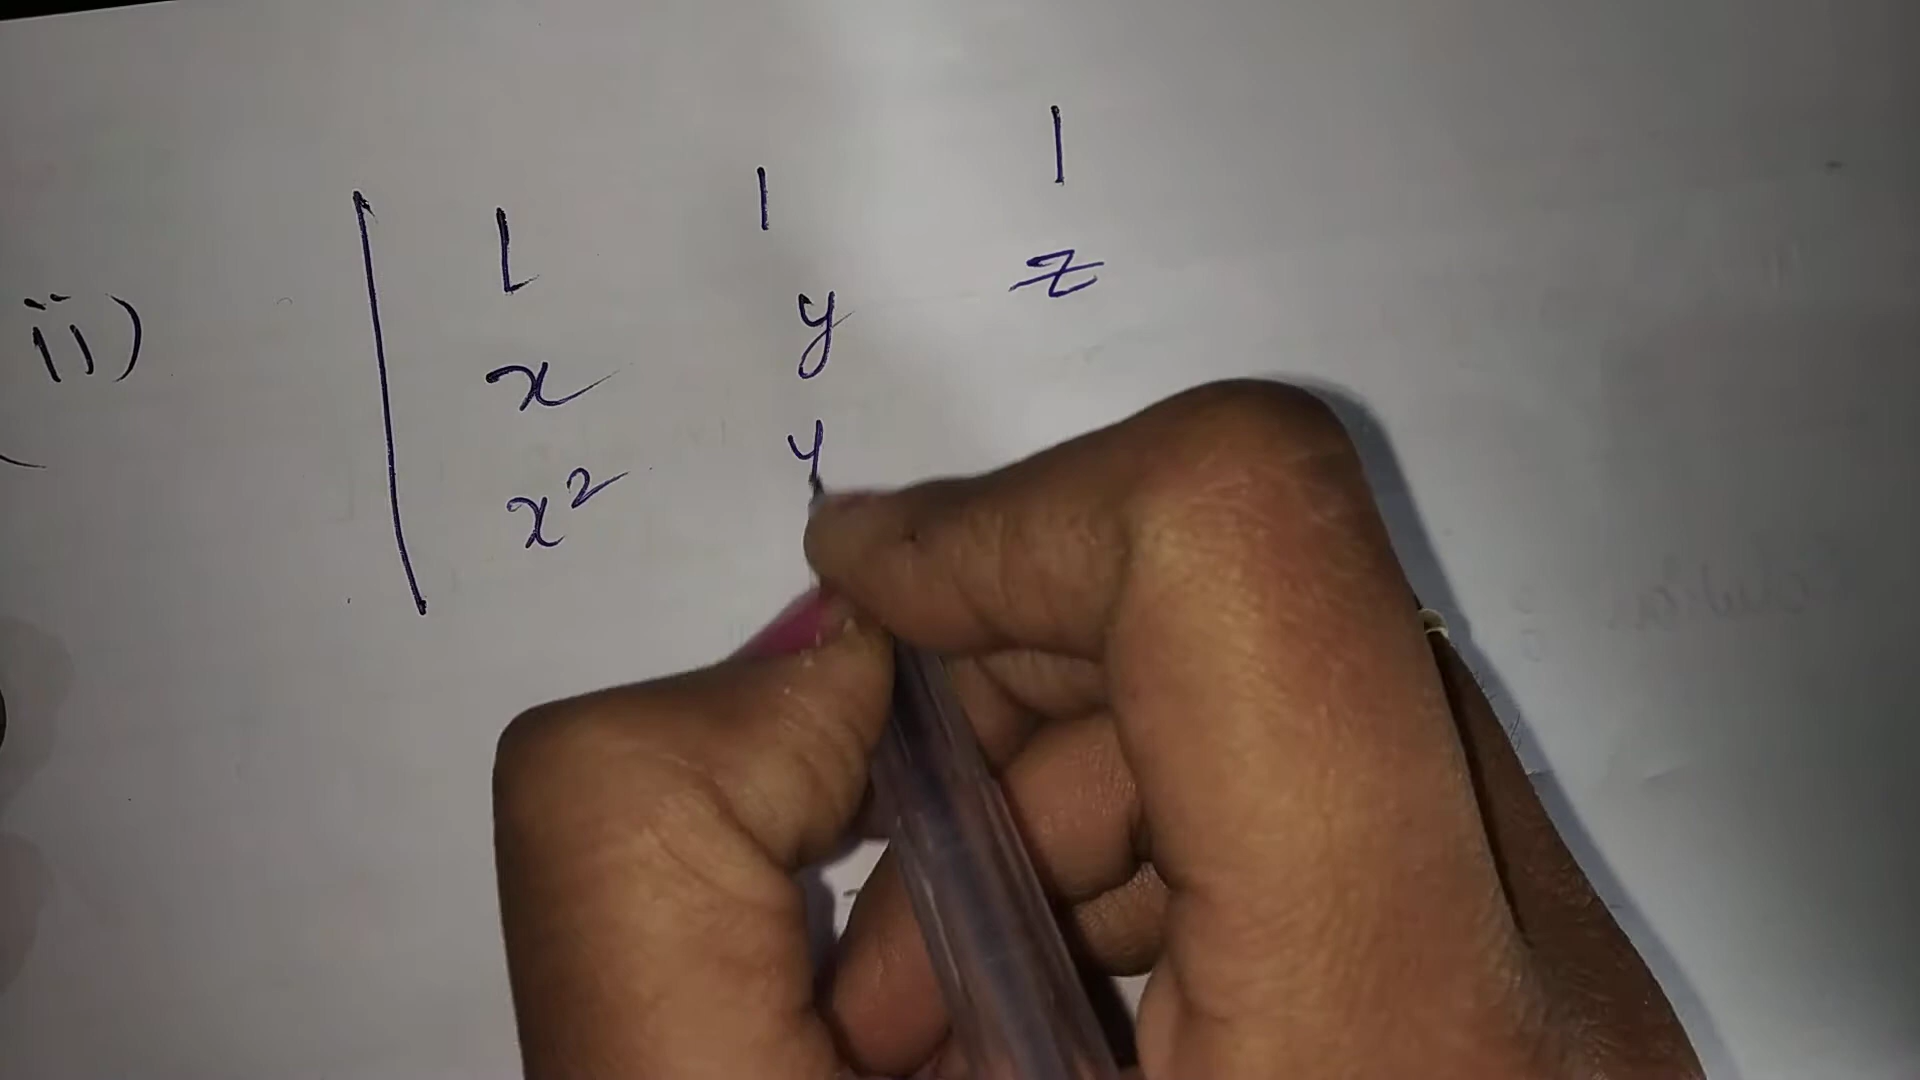 ii) | 1 1 1
x y z
x² y